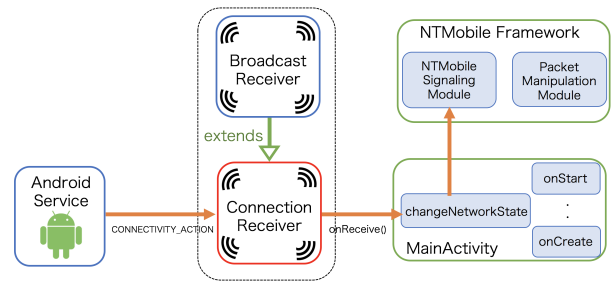 NTMobile Framework
NTMobile
Signaling
Module
Packet
Manipulation
Module
Broadcast
Receiver
extends
Android
Service
CONNECTIVITY_ACTION
Connection
Receiver
onReceive()
changeNetworkState
onStart
:
onCreate
MainActivity